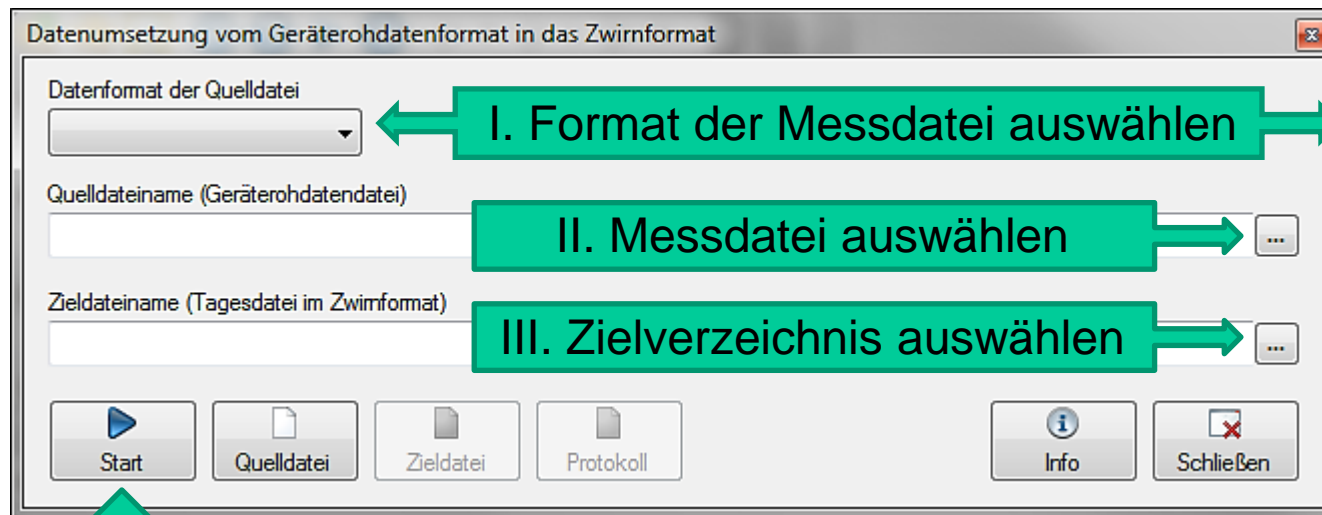 Datenumsetzung vom Geräterohdatenformat in das Zwirnformat
Datenformat der Quelldatei
I. Format der Messdatei auswählen
Quelldateiname (Geräterohdatendatei)
II. Messdatei auswählen
...
Zieldateiname (Tagesdatei im Zwirnformat)
III. Zielverzeichnis auswählen
...
Start Quelldatei Zieldatei Protokoll Info Schließen